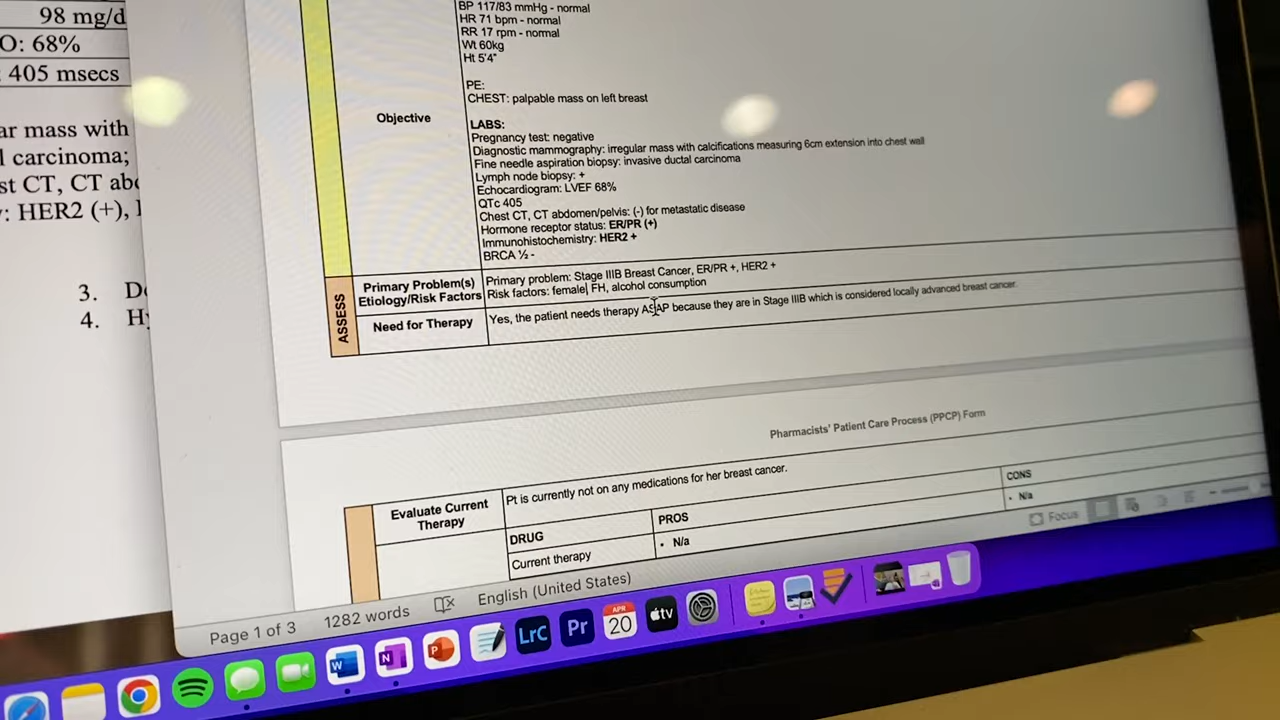 98 mg/d
O: 68%
405 msecs
ar mass with
l carcinoma;
st CT, CT abd
: HER2 (+),
3. D
4. H
BP 117/83 mmHg - normal
HR 71 bpm - normal
RR 17 rpm - normal
Wt 60kg
Ht 5'4"
PE:
CHEST: palpable mass on left breast
Objective
LABS:
Pregnancy test: negative
Diagnostic mammography: irregular mass with calcifications measuring 6cm extension into chest wall
Fine needle aspiration biopsy: invasive ductal carcinoma
Lymph node biopsy: +
Echocardiogram: LVEF 68%
QTc 405
Chest CT, CT abdomen/pelvis: (-) for metastatic disease
Hormone receptor status: ER/PR (+)
Immunohistochemistry: HER2 +
BRCA ½ -
ASSESS
Primary Problem(s)
Etiology/Risk Factors
Primary problem: Stage IIIB Breast Cancer, ER/PR +, HER2 +
Risk factors: female, FH, alcohol consumption
Need for Therapy
Yes, the patient needs therapy ASAP because they are in Stage IIIB which is considered locally advanced breast cancer.
Pharmacists' Patient Care Process (PPCP) Form
Evaluate Current
Therapy
Pt is currently not on any medications for her breast cancer.
DRUG
PROS
CONS
Current therapy
• N/a
• N/a
Focus
Page 1 of 3
1282 words
English (United States)
W
N
P
LrC
Pr
APR
20
tv